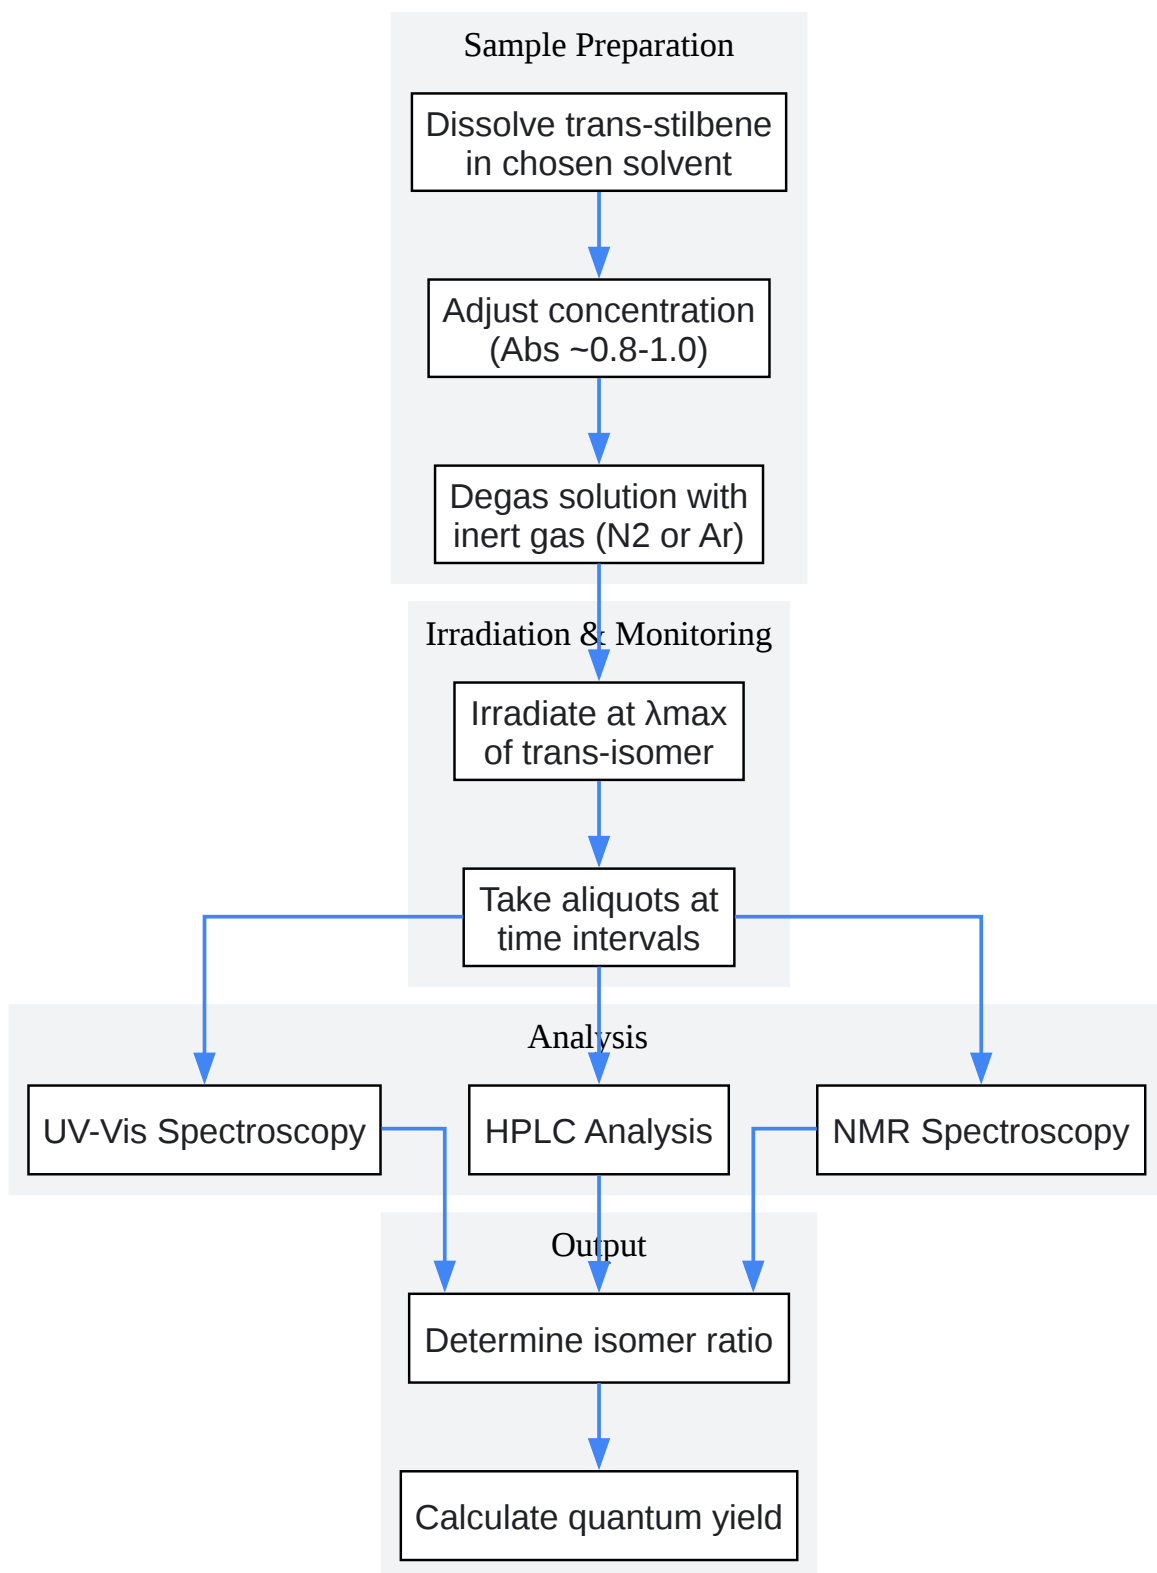 Sample Preparation
Dissolve trans-stilbene
in chosen solvent
Adjust concentration
(Abs ~0.8-1.0)
Degas solution with
inert gas (N2 or Ar)
Irradiation & Monitoring
Irradiate at λmax
of trans-isomer
Take aliquots at
time intervals
Analysis
UV-Vis Spectroscopy
HPLC Analysis
NMR Spectroscopy
Output
Determine isomer ratio
Calculate quantum yield